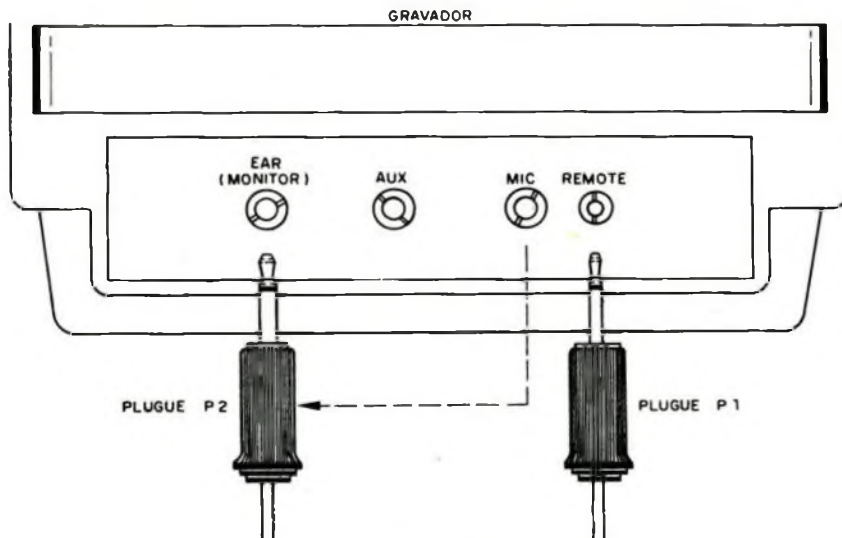 GRAVADOR
EAR
(MONITOR)
AUX
MIC
REMOTE
PLUGUE P2
PLUGUE P1